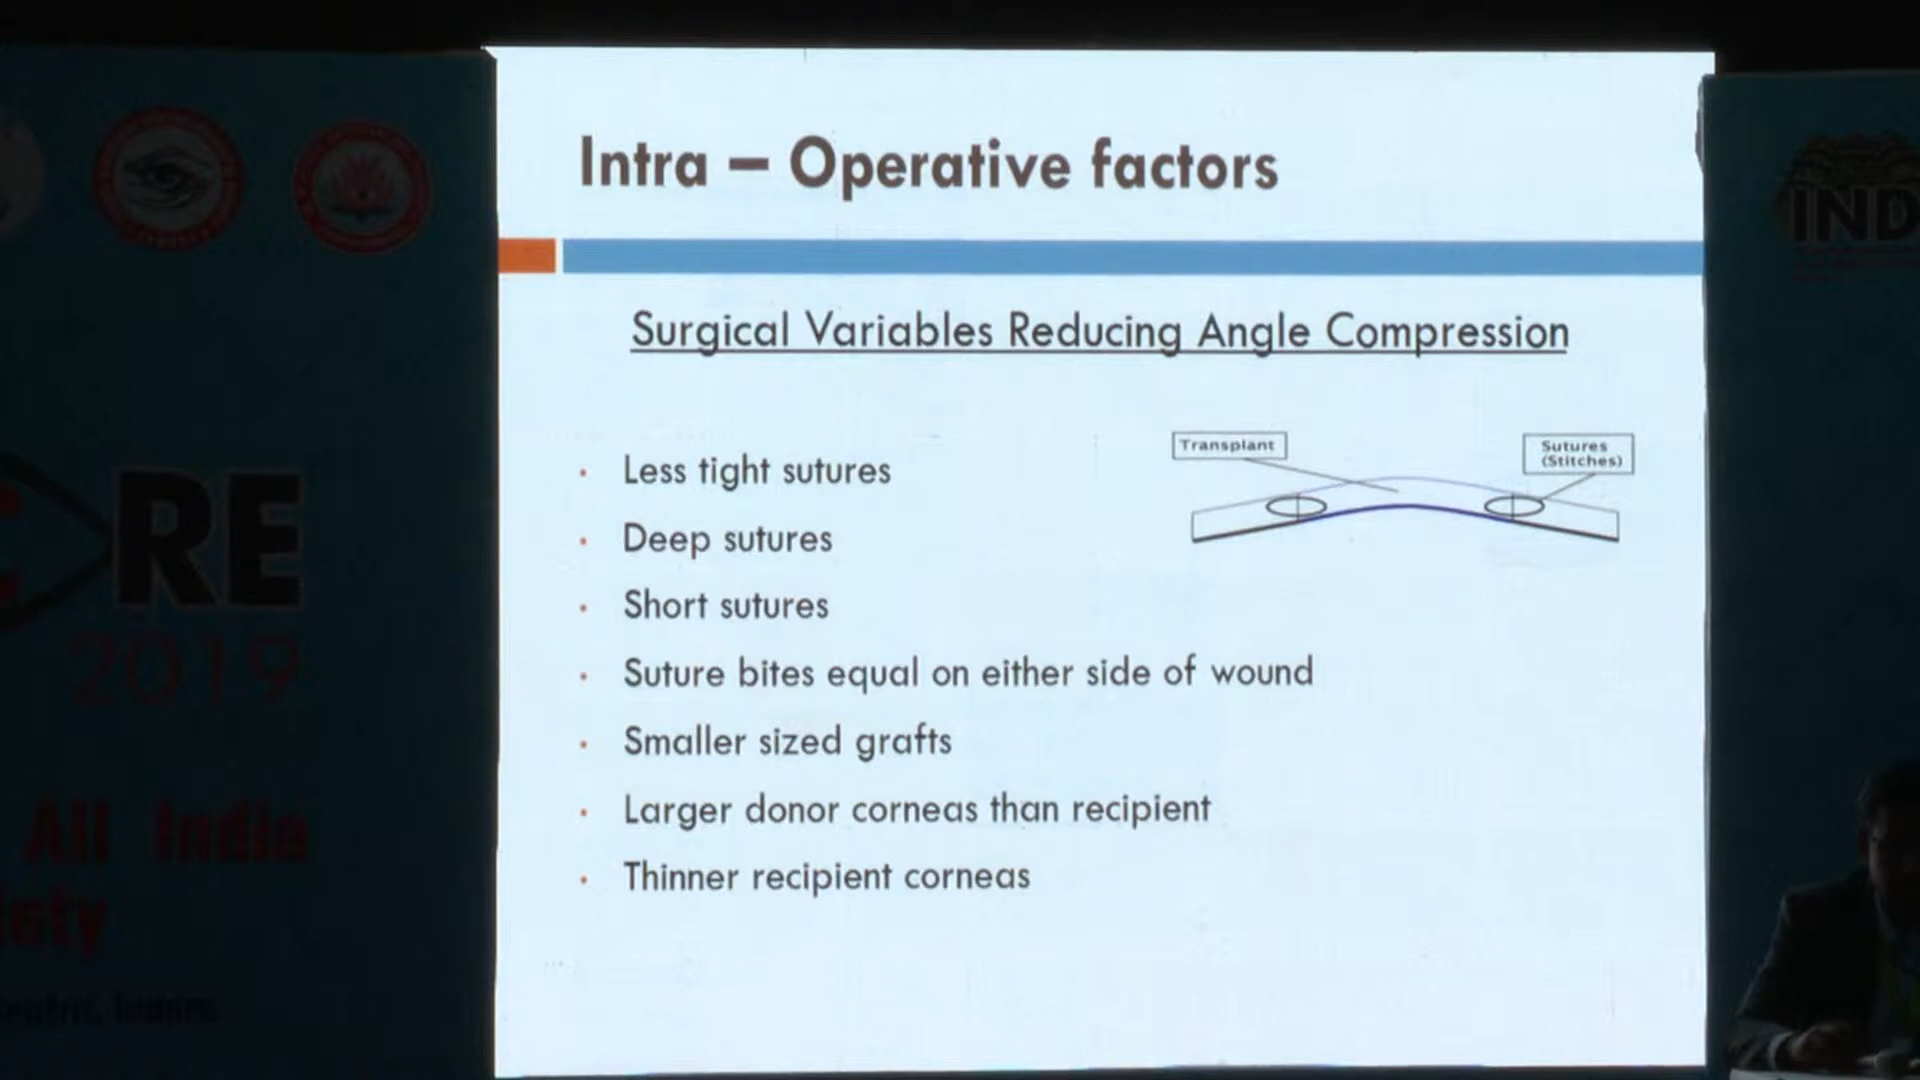 Intra – Operative factors
Surgical Variables Reducing Angle Compression
Transplant
Sutures
(Stitches)
• Less tight sutures
• Deep sutures
• Short sutures
• Suture bites equal on either side of wound
• Smaller sized grafts
• Larger donor corneas than recipient
• Thinner recipient corneas
RE
2019
All India
IND